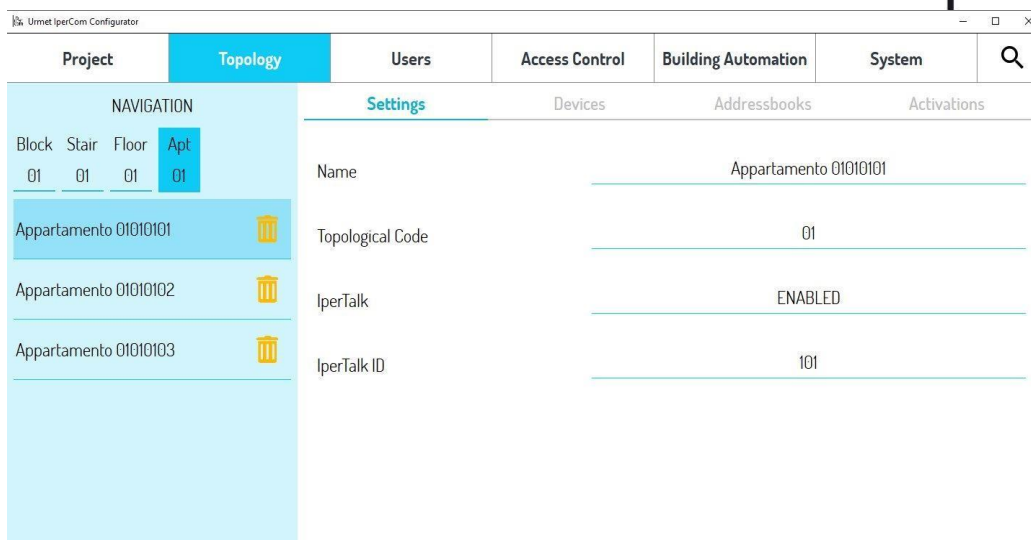 Urmet IperCom Configurator
Project Topology Users Access Control Building Automation System
NAVIGATION
Block Stair Floor Apt
01 01 01 01
Appartamento 01010101
Appartamento 01010102
Appartamento 01010103
Settings Devices Addressbooks Activations
Name Appartamento 01010101
Topological Code 01
IperTalk ENABLED
IperTalk ID 101